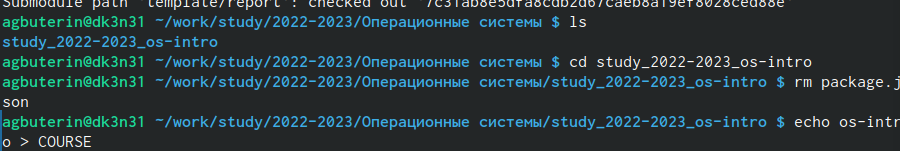 Submodule path 'template/report': checked out '7c31ab8e5dfa8cdb2d67caeb8a19ef8028ced88e'
agbuterin@dk3n31 ~/work/study/2022-2023/Операционные системы $ ls
study_2022-2023_os-intro
agbuterin@dk3n31 ~/work/study/2022-2023/Операционные системы $ cd study_2022-2023_os-intro
agbuterin@dk3n31 ~/work/study/2022-2023/Операционные системы/study_2022-2023_os-intro $ rm package.j
son
agbuterin@dk3n31 ~/work/study/2022-2023/Операционные системы/study_2022-2023_os-intro $ echo os-intr
o > COURSE